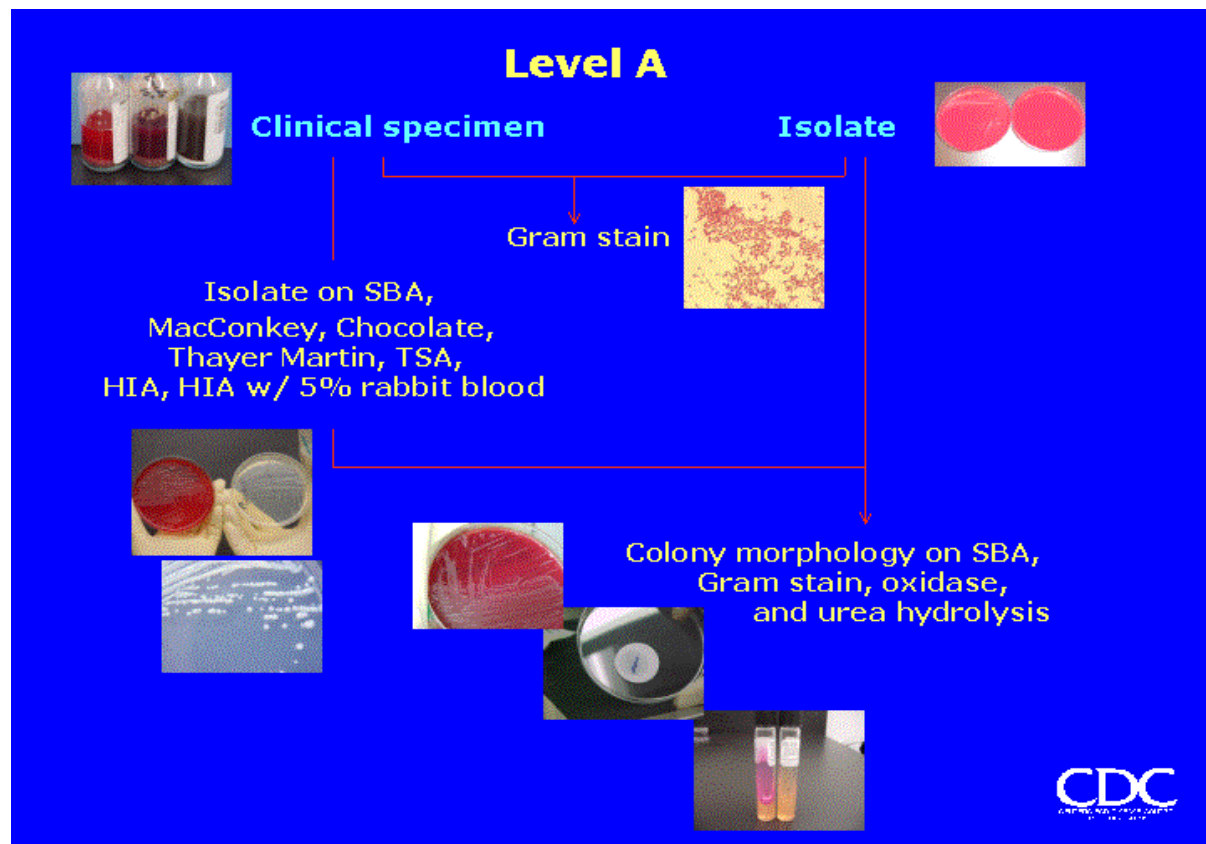 Level A
Clinical specimen
Isolate
Gram stain
Isolate on SBA,
MacConkey, Chocolate,
Thayer Martin, TSA,
HIA, HIA w/ 5% rabbit blood
Colony morphology on SBA,
Gram stain, oxidase,
and urea hydrolysis
CDC